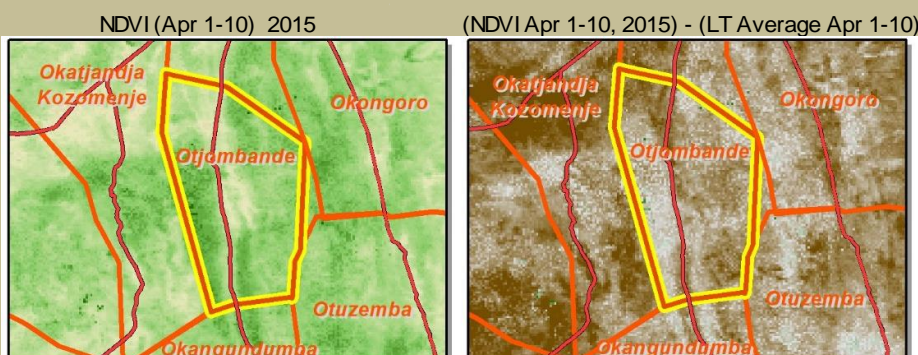 NDVI (Apr 1-10) 2015
(NDVI Apr 1-10, 2015) - (LT Average Apr 1-10)
Okatjandja
Kozomenje
Okongoro
Otjombande
Otuzemba
Okangundumba
Okatjandja
Kozomenje
Okongoro
Otjombande
Otuzemba
Okangundumba